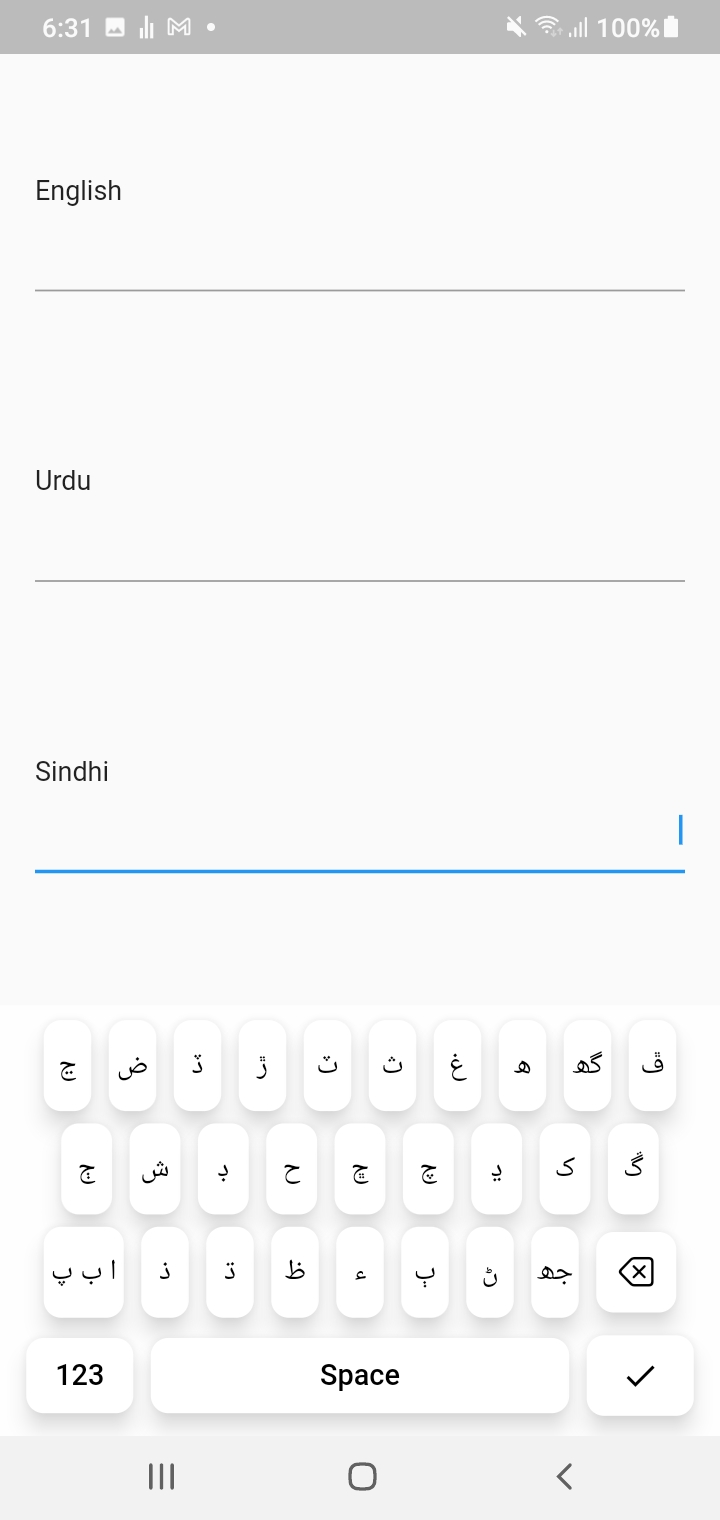 6:31 100%
English
Urdu
Sindhi
ڃ ض ڏ ڙ ٽ ث غ ھ گھ ڦ
ڄ ش ڊ ح ڇ چ ڍ ک ڳ
ا ب پ ذ ٿ ظ ء ٻ ڻ جھ
123 Space